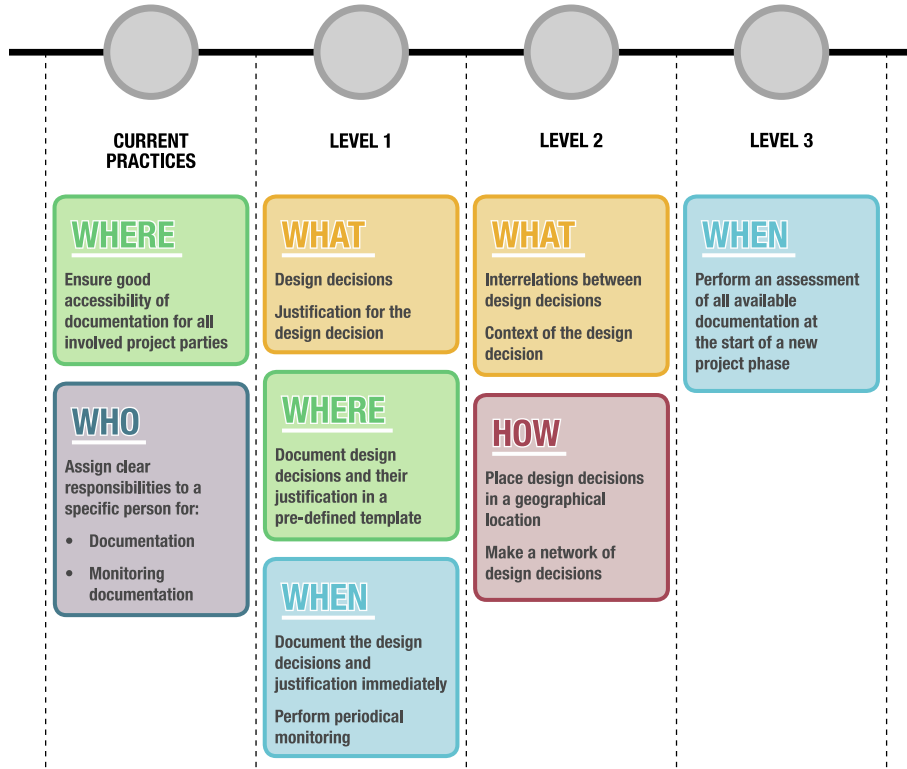 CURRENT
PRACTICES
WHERE
Ensure good
accessibility of
documentation for all
involved project parties
WHO
Assign clear
responsibilities to a
specific person for:
• Documentation
• Monitoring
documentation
LEVEL 1
WHAT
Design decisions
Justification for the
design decision
WHERE
Document design
decisions and their
justification in a
pre-defined template
WHEN
Document the design
decisions and
justification immediately
Perform periodical
monitoring
LEVEL 2
WHAT
Interrelations between
design decisions
Context of the design
decision
HOW
Place design decisions
in a geographical
location
Make a network of
design decisions
LEVEL 3
WHEN
Perform an assessment
of all available
documentation at
the start of a new
project phase